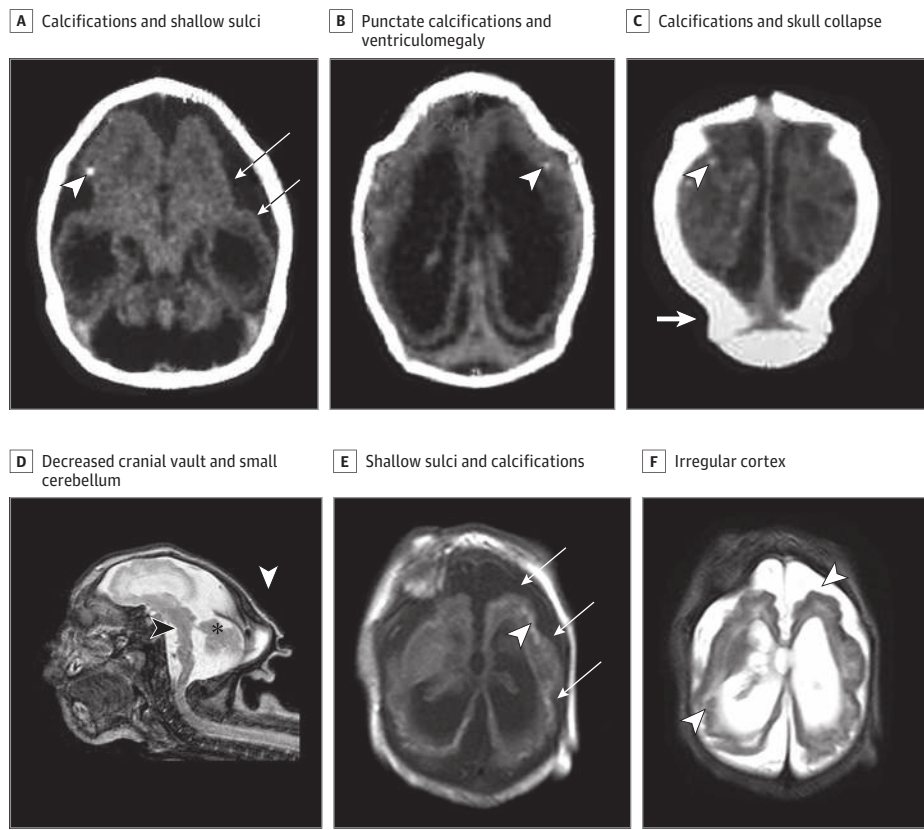 A Calcifications and shallow sulci
B Punctate calcifications and
ventriculomegaly
C Calcifications and skull collapse
D Decreased cranial vault and small
cerebellum
E Shallow sulci and calcifications
F Irregular cortex
*